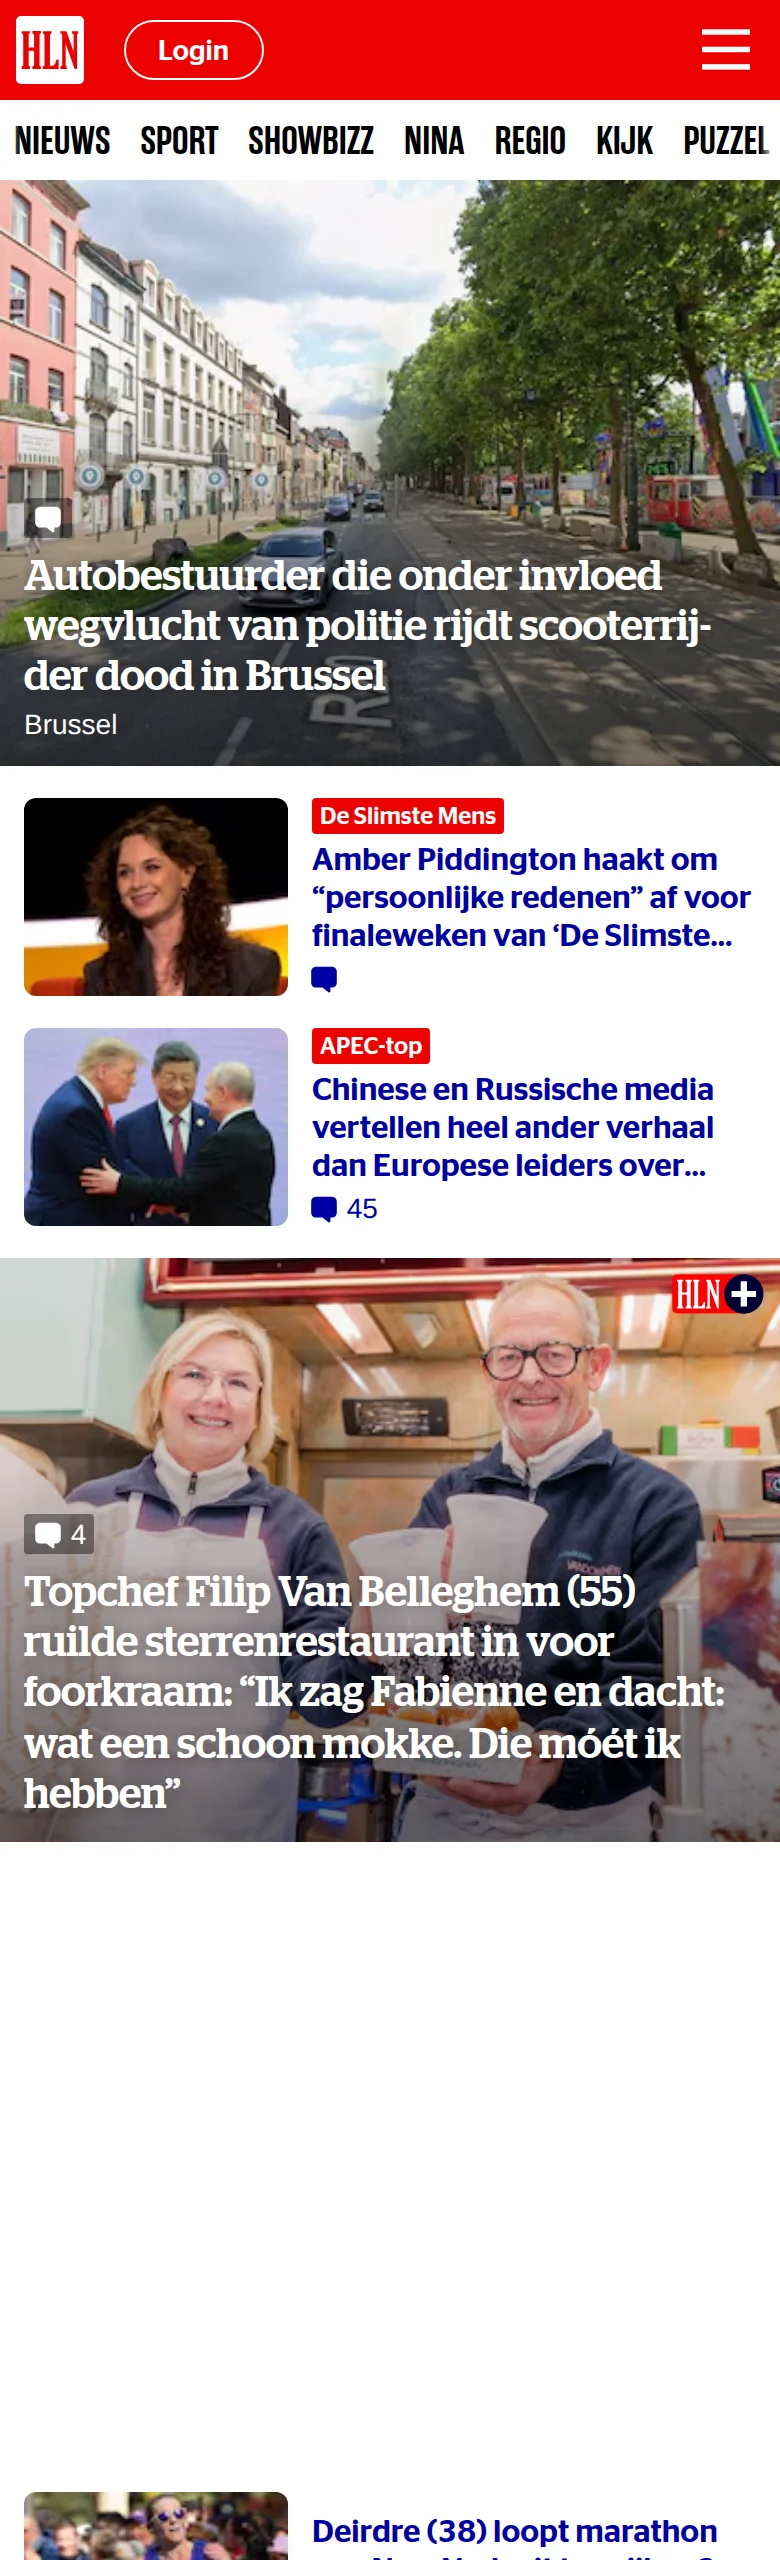 HLN
Login
NIEUWS SPORT SHOWBIZZ NINA REGIO KIJK PUZZEL
Autobestuurder die onder invloed
wegvlucht van politie rijdt scooterrij-
der dood in Brussel
Brussel
De Slimste Mens
Amber Piddington haakt om
“persoonlijke redenen” af voor
finaleweken van ‘De Slimste...
APEC-top
Chinese en Russische media
vertellen heel ander verhaal
dan Europese leiders over...
45
HLN+
4
Topchef Filip Van Belleghem (55)
ruilde sterrenrestaurant in voor
foorkraam: “Ik zag Fabienne en dacht:
wat een schoon mokke. Die móét ik
hebben”
Deirdre (38) loopt marathon